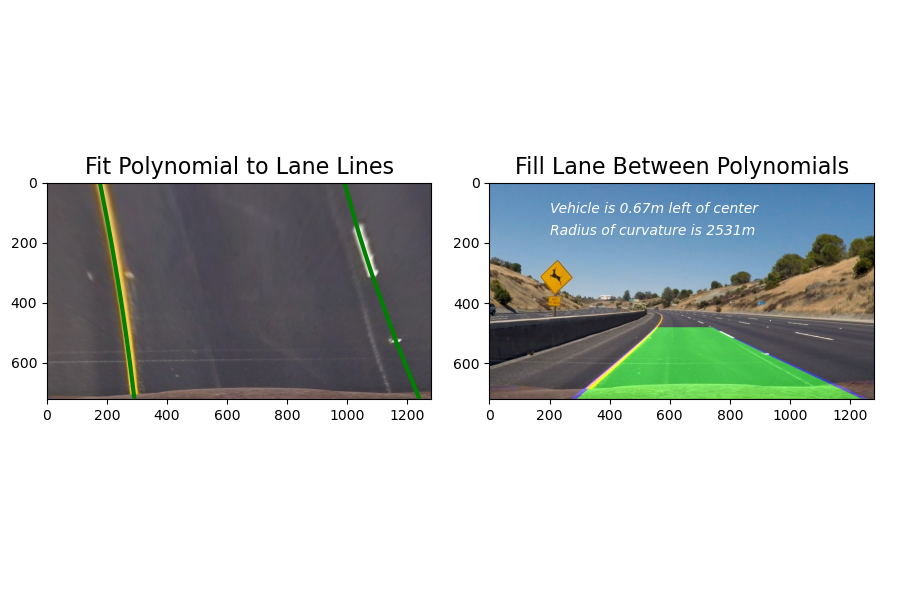 Fit Polynomial to Lane Lines
0
200
400
600
0 200 400 600 800 1000 1200
Fill Lane Between Polynomials
Vehicle is 0.67m left of center
Radius of curvature is 2531m
0
200
400
600
0 200 400 600 800 1000 1200